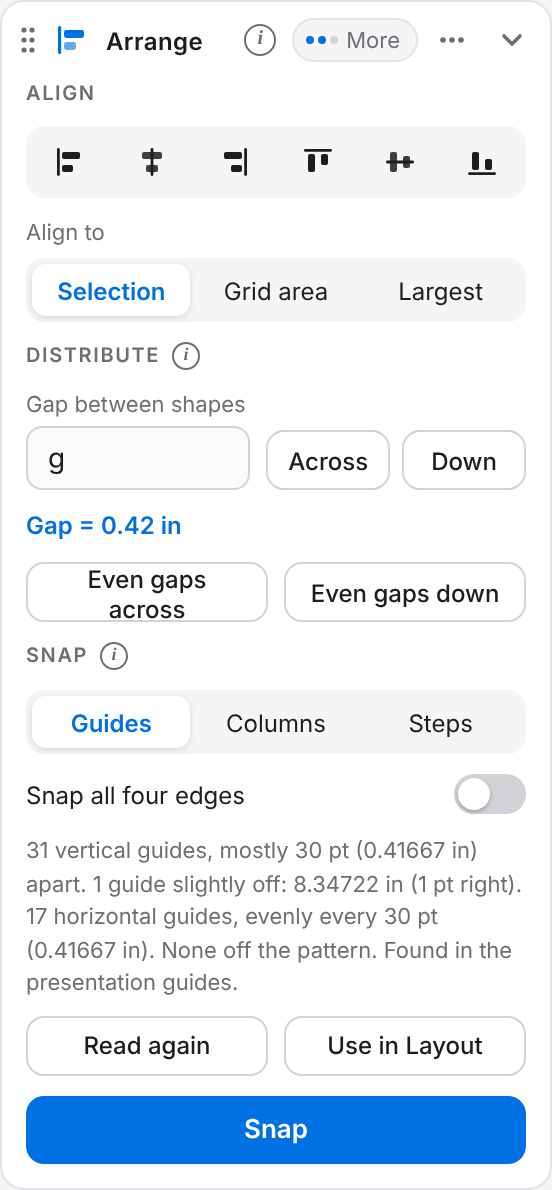 Arrange
i
More
ALIGN
Align to
Selection
Grid area
Largest
DISTRIBUTE
i
Gap between shapes
g
Across
Down
Gap = 0.42 in
Even gaps
across
Even gaps down
SNAP
i
Guides
Columns
Steps
Snap all four edges
31 vertical guides, mostly 30 pt (0.41667 in)
apart. 1 guide slightly off: 8.34722 in (1 pt right).
17 horizontal guides, evenly every 30 pt
(0.41667 in). None off the pattern. Found in the
presentation guides.
Read again
Use in Layout
Snap